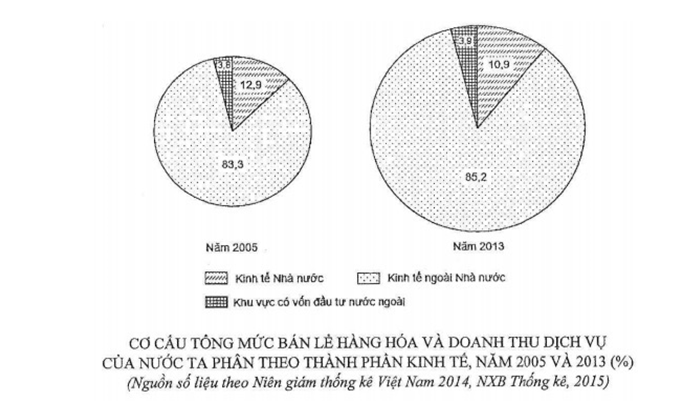 3,8
12,9
83,3
3,9
10,9
85,2
Năm 2005
Năm 2013
Kinh tế Nhà nước
Kinh tế ngoài Nhà nước
Khu vực có vốn đầu tư nước ngoài
CƠ CẤU TỔNG MỨC BÁN LẺ HÀNG HÓA VÀ DOANH THU DỊCH VỤ
CỦA NƯỚC TA PHÂN THEO THÀNH PHẦN KINH TẾ, NĂM 2005 VÀ 2013 (%)
(Nguồn số liệu theo Niên giám thống kê Việt Nam 2014, NXB Thống kê, 2015)